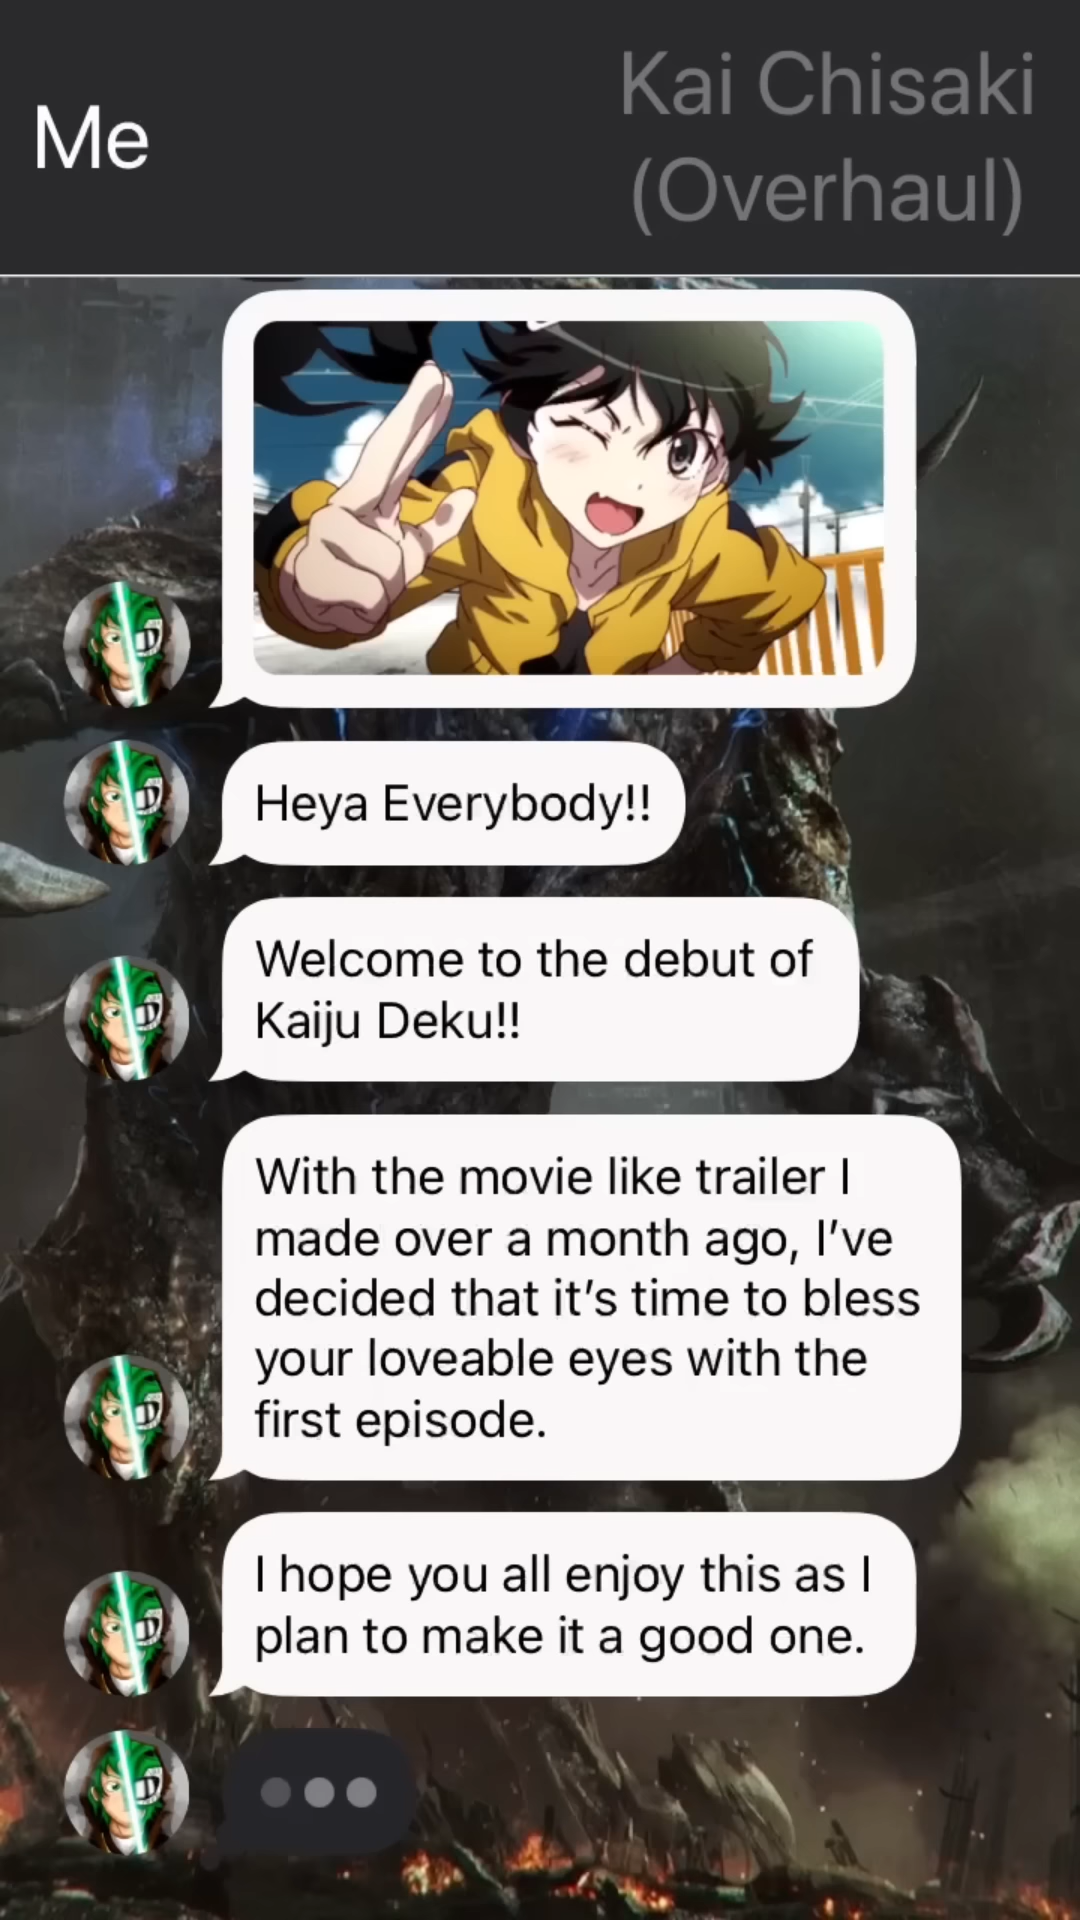 Me
Kai Chisaki
(Overhaul)
Heya Everybody!!
Welcome to the debut of
Kaiju Deku!!
With the movie like trailer I
made over a month ago, I’ve
decided that it’s time to bless
your loveable eyes with the
first episode.
I hope you all enjoy this as I
plan to make it a good one.